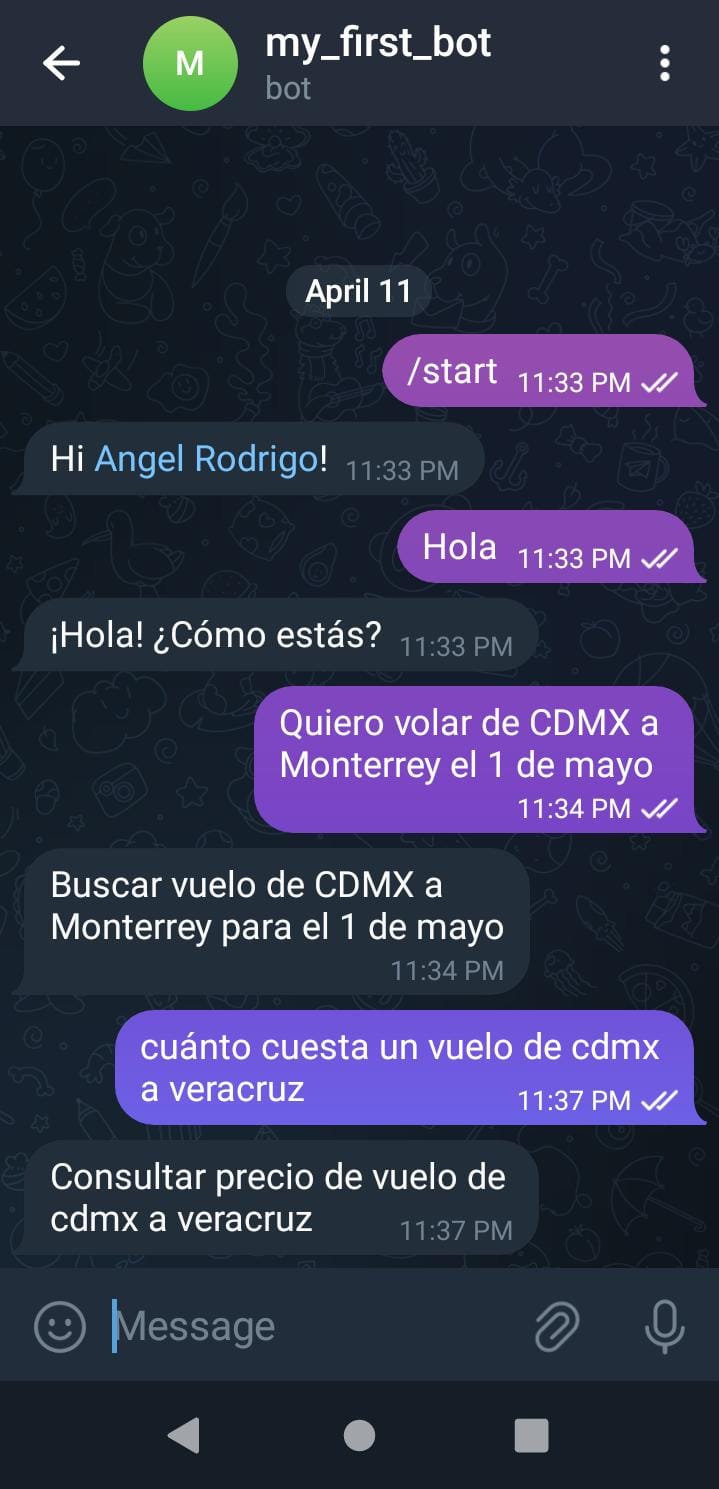 M
my_first_bot
bot
April 11
/start 11:33 PM
Hi Angel Rodrigo! 11:33 PM
Hola 11:33 PM
¡Hola! ¿Cómo estás? 11:33 PM
Quiero volar de CDMX a
Monterrey el 1 de mayo
11:34 PM
Buscar vuelo de CDMX a
Monterrey para el 1 de mayo
11:34 PM
cuánto cuesta un vuelo de cdmx
a veracruz 11:37 PM
Consultar precio de vuelo de
cdmx a veracruz 11:37 PM
Message